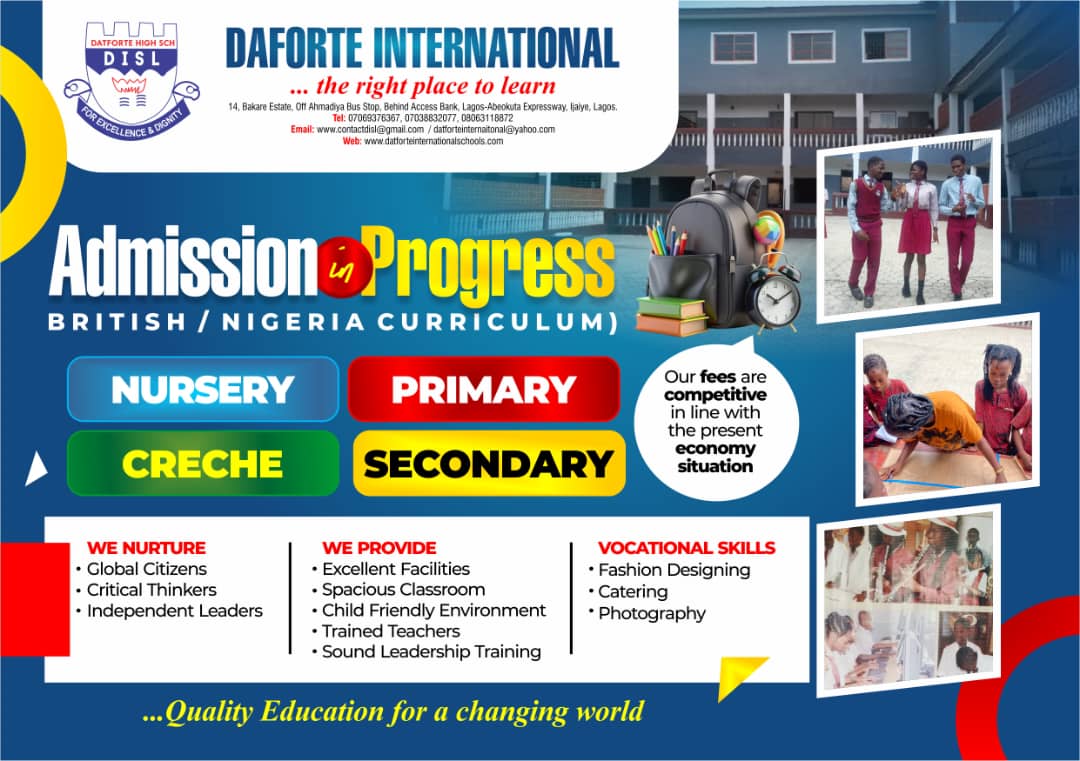 DATFORTE HIGH SCH
DISL
FOR EXCELLENCE & DIGNITY
DAFORTE INTERNATIONAL
... the right place to learn
14, Bakare Estate, Off Ahmadiya Bus Stop, Behind Access Bank, Lagos-Abeokuta Expressway, Ijaiye, Lagos.
Tel: 07069376367, 07038832077, 08063118872
Email: www.contactdisl@gmail.com / datforteinternaitonal@yahoo.com
Web: www.datforteinternationalschools.com
Admission in Progress
BRITISH / NIGERIA CURRICULUM)
NURSERY
PRIMARY
CRECHE
SECONDARY
Our fees are
competitive
in line with
the present
economy
situation
WE NURTURE
• Global Citizens
• Critical Thinkers
• Independent Leaders
WE PROVIDE
• Excellent Facilities
• Spacious Classroom
• Child Friendly Environment
• Trained Teachers
• Sound Leadership Training
VOCATIONAL SKILLS
• Fashion Designing
• Catering
• Photography
...Quality Education for a changing world